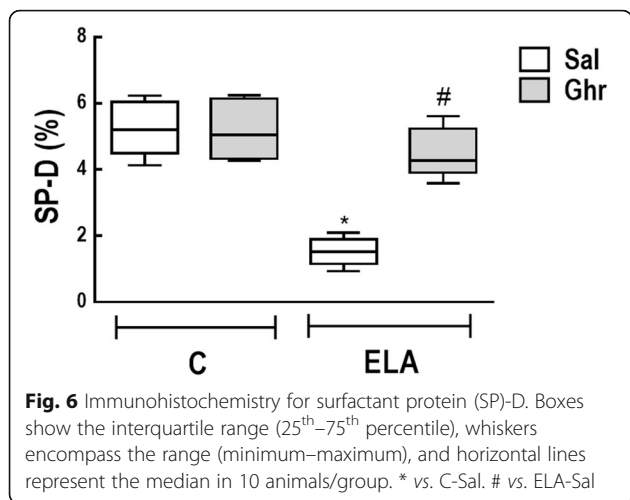 8
6
4
2
0
SP-D (%)
Sal
Ghr
*
#
C
ELA
Fig. 6 Immunohistochemistry for surfactant protein (SP)-D. Boxes
show the interquartile range (25th–75th percentile), whiskers
encompass the range (minimum–maximum), and horizontal lines
represent the median in 10 animals/group. * vs. C-Sal. # vs. ELA-Sal